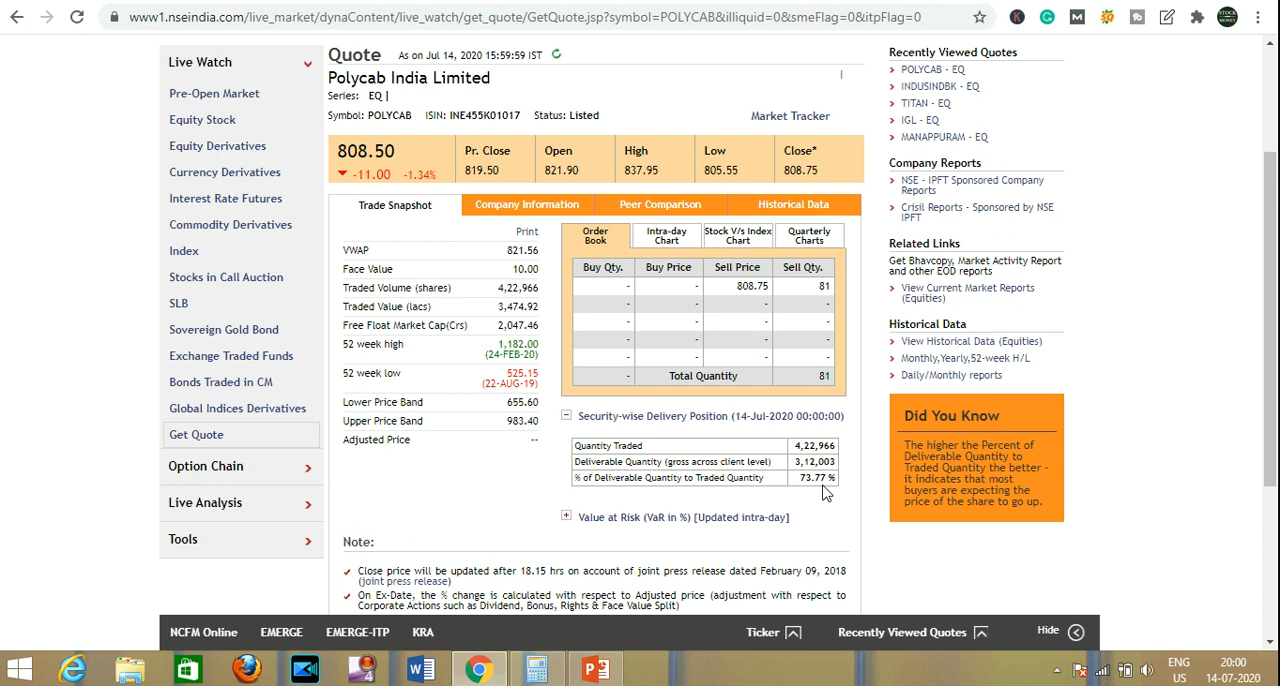 www1.nseindia.com/live_market/dynaContent/live_watch/get_quote/GetQuote.jsp?symbol=POLYCAB&illiquid=0&smeFlag=0&itpFlag=0
Live Watch
Pre-Open Market
Equity Stock
Equity Derivatives
Currency Derivatives
Interest Rate Futures
Commodity Derivatives
Index
Stocks in Call Auction
SLB
Sovereign Gold Bond
Exchange Traded Funds
Bonds Traded in CM
Global Indices Derivatives
Get Quote
Option Chain
Live Analysis
Tools
Quote As on Jul 14, 2020 15:59:59 IST
Polycab India Limited
Series: EQ |
Symbol: POLYCAB ISIN: INE455K01017 Status: Listed
Market Tracker
808.50 Pr. Close Open High Low Close*
-11.00 -1.34% 819.50 821.90 837.95 805.55 808.75
Trade Snapshot Company Information Peer Comparison Historical Data
Print
VWAP 821.56
Face Value 10.00
Traded Volume (shares) 4,22,966
Traded Value (lacs) 3,474.92
Free Float Market Cap(Crs) 2,047.46
52 week high 1,182.00
(24-FEB-20)
52 week low 525.15
(22-AUG-19)
Lower Price Band 655.60
Upper Price Band 983.40
Adjusted Price --
Order Book
Intra-day Chart
Stock V/s Index Chart
Quarterly Charts
Buy Qty. Buy Price Sell Price Sell Qty.
- - 808.75 81
- - - -
- - - -
- - - -
- - - -
- Total Quantity 81
Security-wise Delivery Position (14-Jul-2020 00:00:00)
Quantity Traded 4,22,966
Deliverable Quantity (gross across client level) 3,12,003
% of Deliverable Quantity to Traded Quantity 73.77 %
Value at Risk (VaR in %) [Updated intra-day]
Note:
Close price will be updated after 18.15 hrs on account of joint press release dated February 09, 2018
(joint press release)
On Ex-Date, the % change is calculated with respect to Adjusted price (adjustment with respect to
Corporate Actions such as Dividend, Bonus, Rights & Face Value Split)
Recently Viewed Quotes
POLYCAB - EQ
INDUSINDBK - EQ
TITAN - EQ
IGL - EQ
MANAPPURAM - EQ
Company Reports
NSE - IPFT Sponsored Company
Reports
Crisil Reports - Sponsored by NSE
IPFT
Related Links
Get Bhavcopy, Market Activity Report
and other EOD reports
View Current Market Reports
(Equities)
Historical Data
View Historical Data (Equities)
Monthly,Yearly,52-week H/L
Daily/Monthly reports
Did You Know
The higher the Percent of
Deliverable Quantity to
Traded Quantity the better -
it indicates that most
buyers are expecting the
price of the share to go up.
NCFM Online EMERGE EMERGE-ITP KRA Ticker Recently Viewed Quotes Hide
ENG 20:00
US 14-07-2020